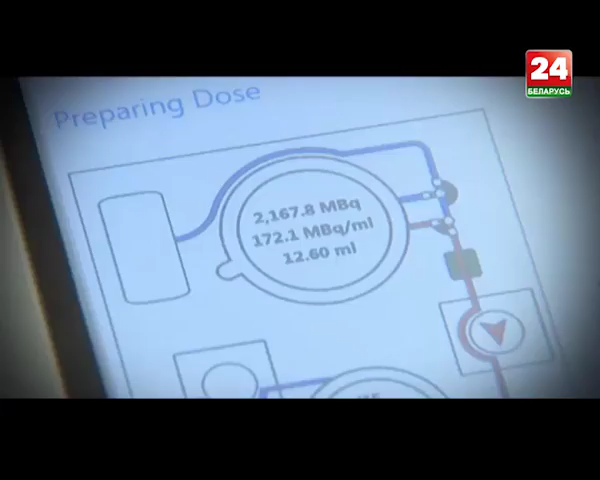 24
БЕЛАРУСЬ
Preparing Dose
2,167.8 MBq
172.1 MBq/ml
12.60 ml